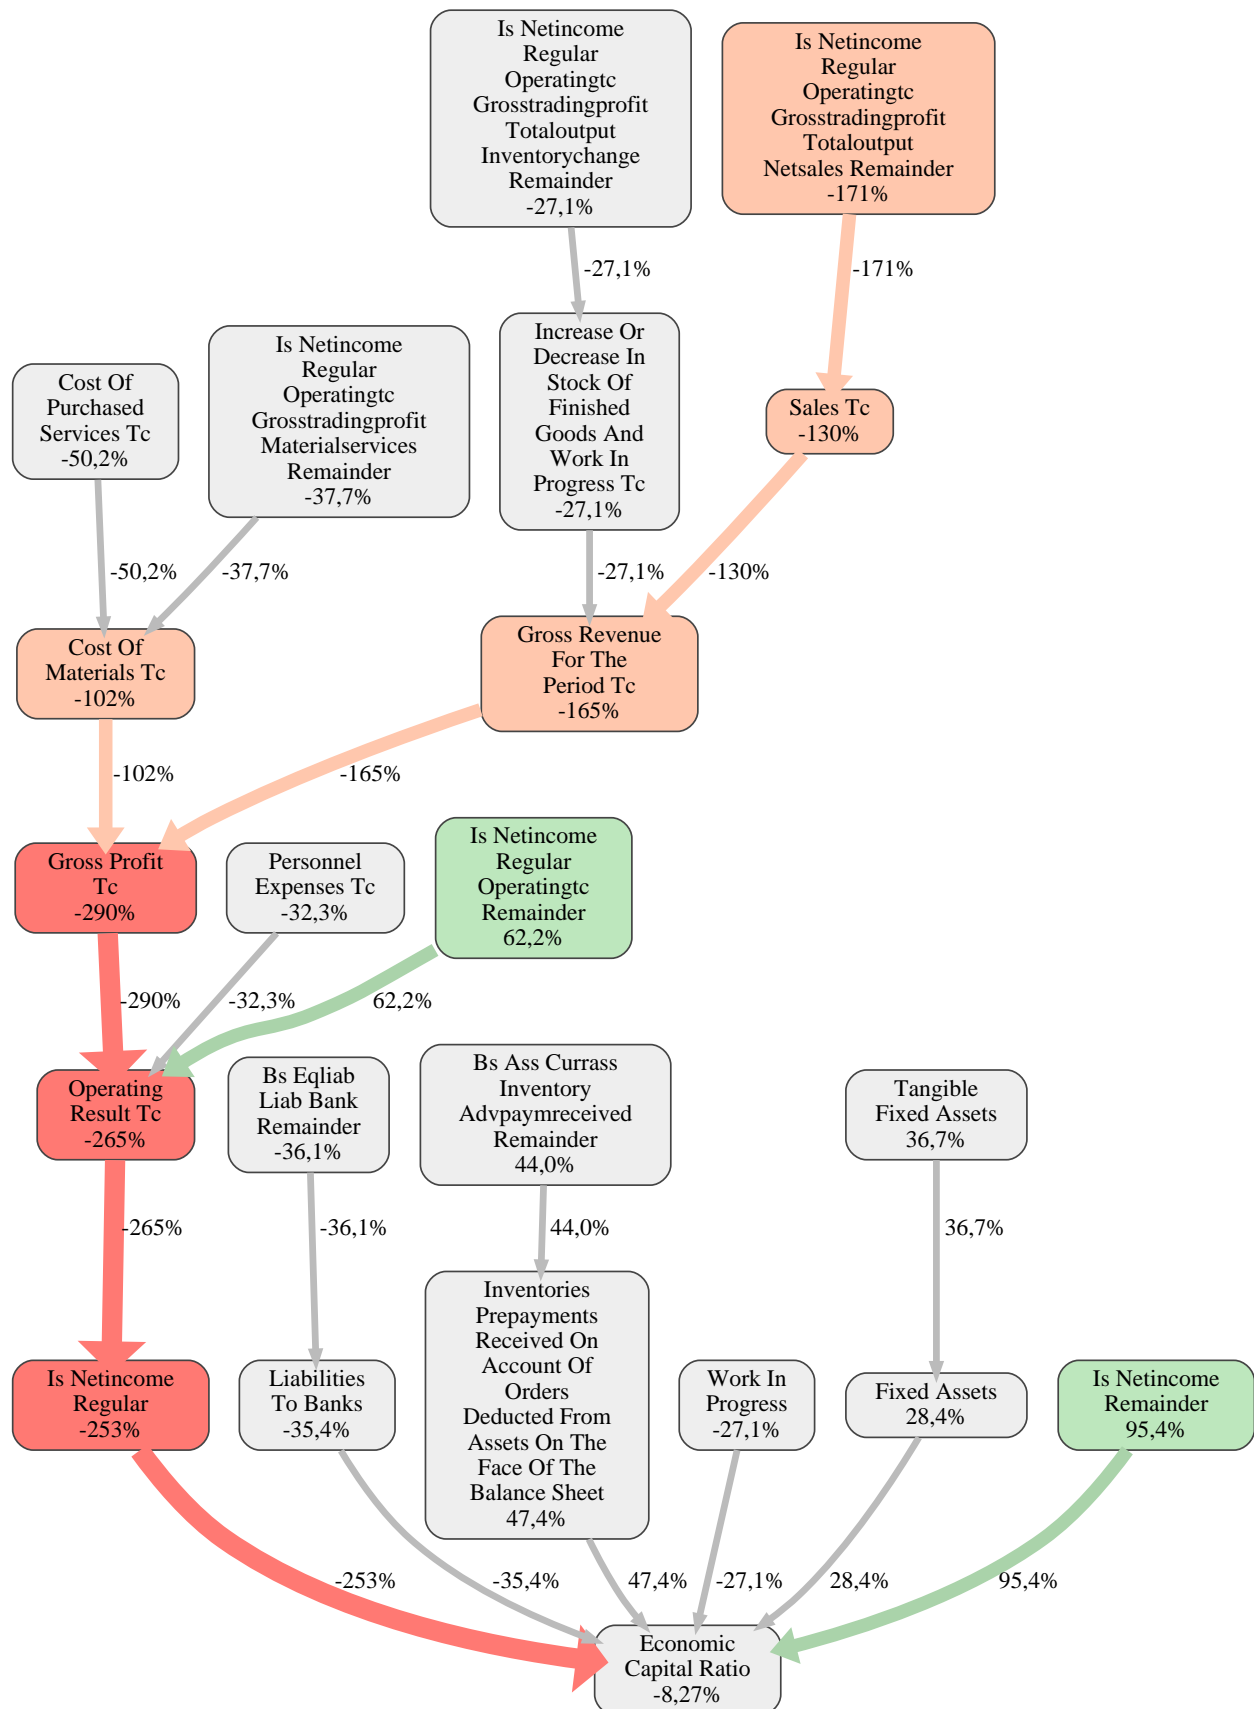 Is Netincome
Regular
Operatingtc
Grosstradingprofit
Totaloutput
Inventorychange
Remainder
-27,1%
Is Netincome
Regular
Operatingtc
Grosstradingprofit
Totaloutput
Netsales Remainder
-171%
-27,1%
-171%
Cost Of
Purchased
Services Tc
-50,2%
Is Netincome
Regular
Operatingtc
Grosstradingprofit
Materialservices
Remainder
-37,7%
Increase Or
Decrease In
Stock Of
Finished
Goods And
Work In
Progress Tc
-27,1%
Sales Tc
-130%
-50,2%
-37,7%
-27,1%
-130%
Cost Of
Materials Tc
-102%
Gross Revenue
For The
Period Tc
-165%
-102%
-165%
Gross Profit
Tc
-290%
Personnel
Expenses Tc
-32,3%
Is Netincome
Regular
Operatingtc
Remainder
62,2%
-290%
-32,3%
62,2%
Operating
Result Tc
-265%
Bs Eqliab
Liab Bank
Remainder
-36,1%
Bs Ass Currass
Inventory
Advpaymreceived
Remainder
44,0%
Tangible
Fixed Assets
36,7%
-265%
-36,1%
44,0%
36,7%
Is Netincome
Regular
-253%
Liabilities
To Banks
-35,4%
Inventories
Prepayments
Received On
Account Of
Orders
Deducted From
Assets On The
Face Of The
Balance Sheet
47,4%
Work In
Progress
-27,1%
Fixed Assets
28,4%
Is Netincome
Remainder
95,4%
-253%
-35,4%
47,4%
-27,1%
28,4%
95,4%
Economic
Capital Ratio
-8,27%